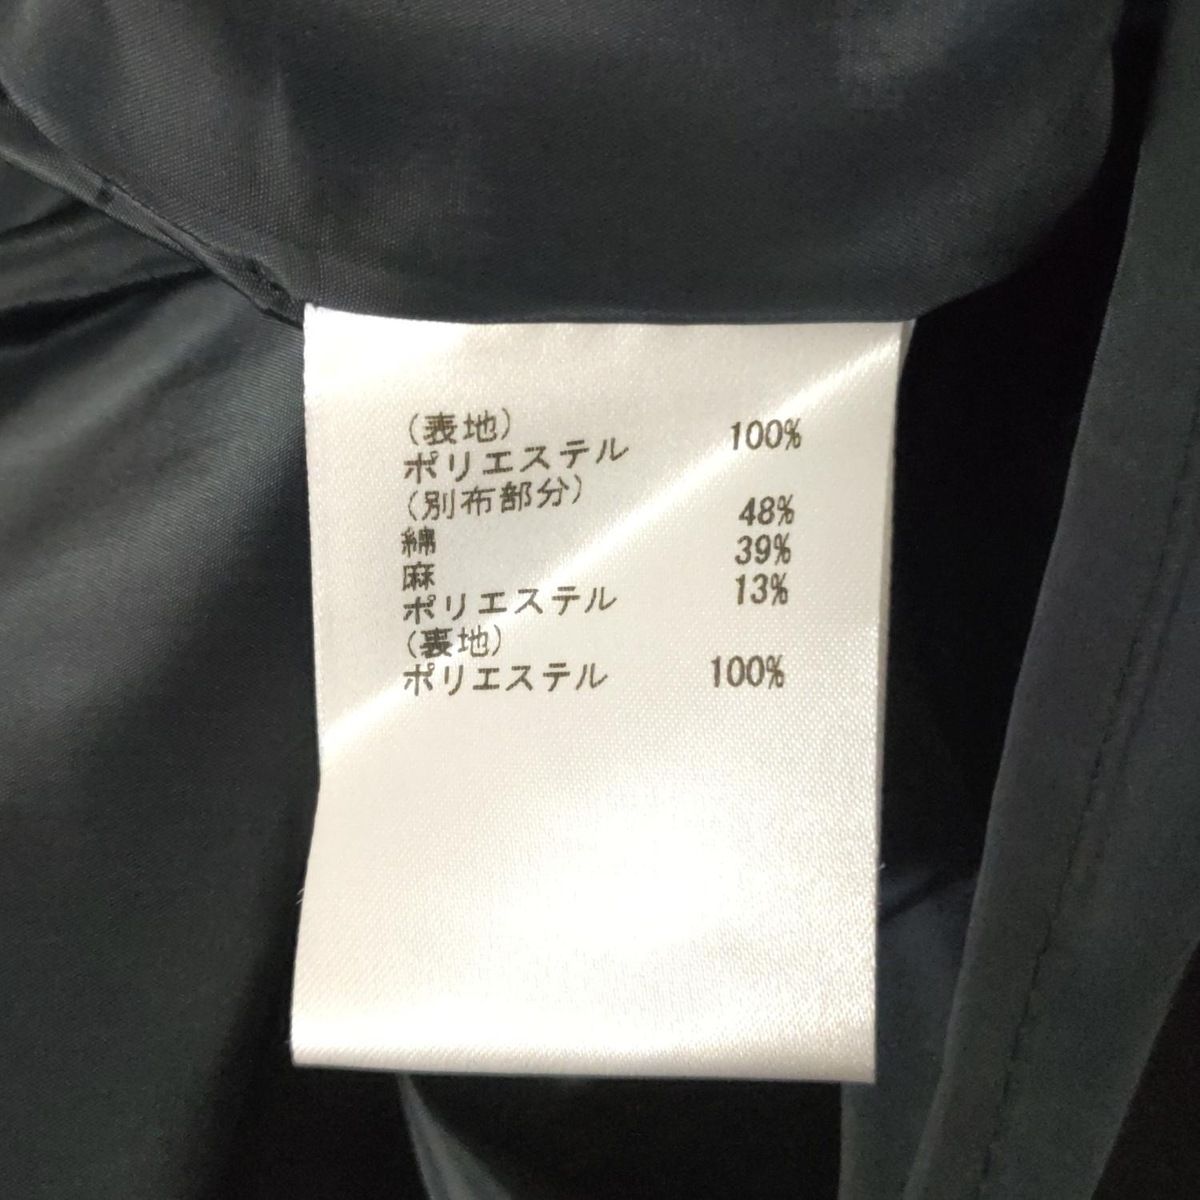 (表地)
ポリエステル 100%
(別布部分)
綿 48%
麻 39%
ポリエステル 13%
(裏地)
ポリエステル 100%